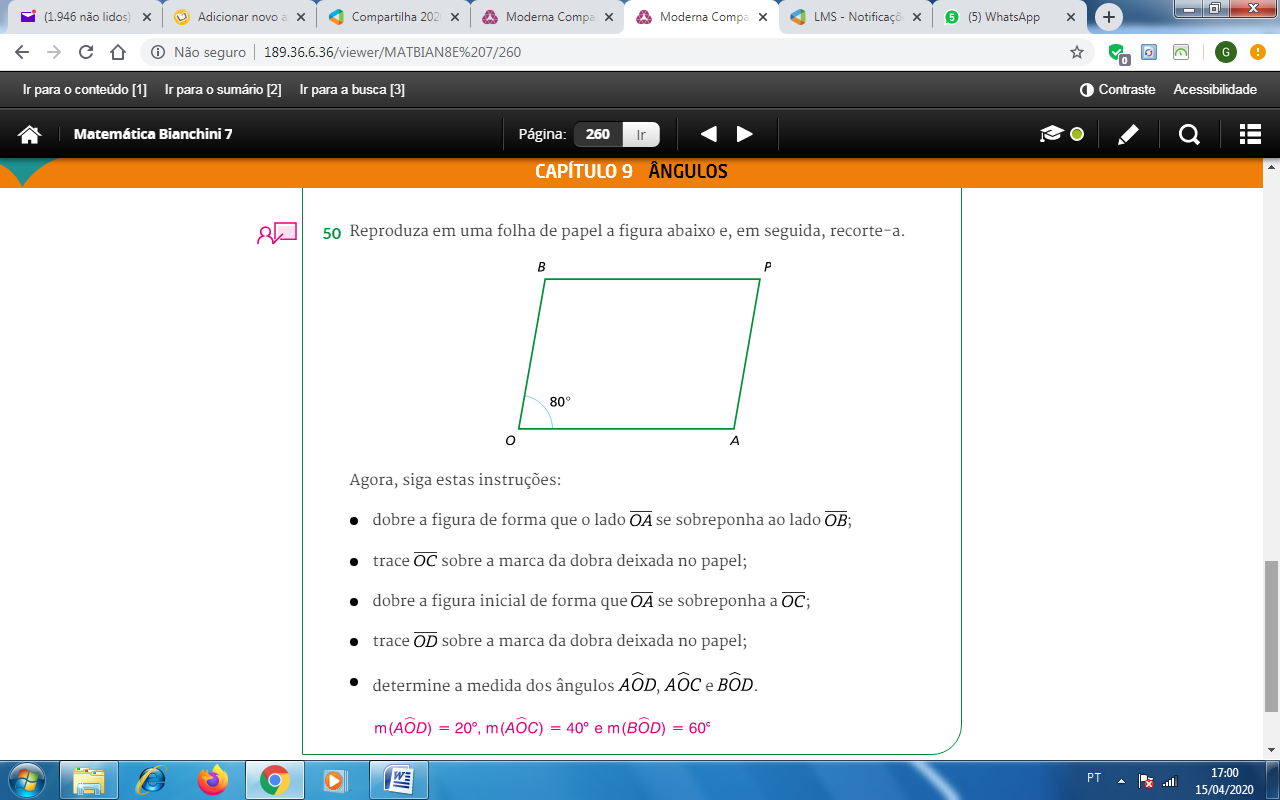 (1.946 não lidos)
Adicionar novo a
Compartilha 202
Moderna Compa
Moderna Compa
LMS - Notificaçõ
(5) WhatsApp
Não seguro
189.36.6.36/viewer/MATBIAN8E%207/260
0
G
Ir para o conteúdo [1]
Ir para o sumário [2]
Ir para a busca [3]
Contraste
Acessibilidade
Matemática Bianchini 7
Página: 260 Ir
CAPÍTULO 9 ÂNGULOS
50 Reproduza em uma folha de papel a figura abaixo e, em seguida, recorte-a.
B
P
80°
O
A
Agora, siga estas instruções:
• dobre a figura de forma que o lado O͞A͞ se sobreponha ao lado O͞B͞;
• trace O͞C͞ sobre a marca da dobra deixada no papel;
• dobre a figura inicial de forma que O͞A͞ se sobreponha a O͞C͞;
• trace O͞D͞ sobre a marca da dobra deixada no papel;
• determine a medida dos ângulos AÔD, AÔC e BÔD.
m(AÔD) = 20°, m(AÔC) = 40° e m(BÔD) = 60°
PT
17:00
15/04/2020